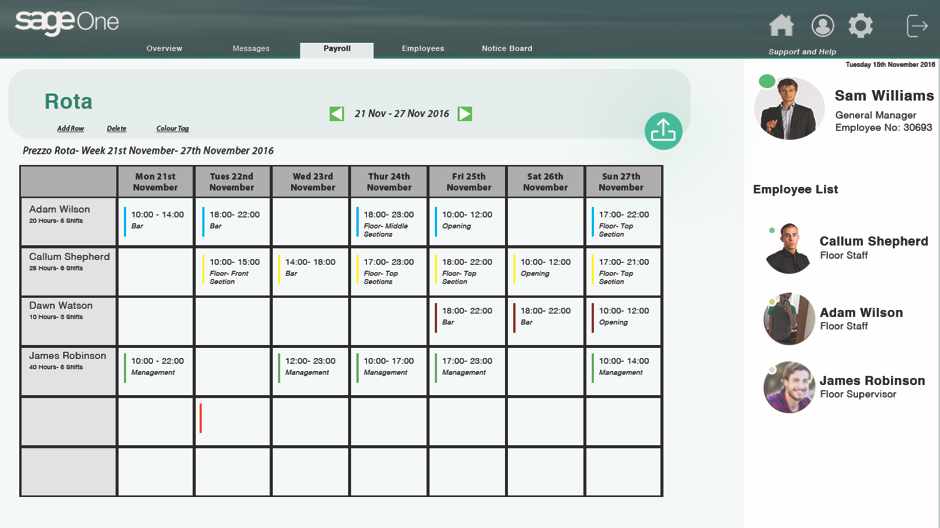 sageOne
Overview
Messages
Payroll
Employees
Notice Board
Support and Help
Tuesday 15th November 2016
Sam Williams
General Manager
Employee No: 30693
Rota
21 Nov - 27 Nov 2016
Add Row
Delete
Colour Tag
Prezzo Rota- Week 21st November- 27th November 2016
Mon 21st
November
Tues 22nd
November
Wed 23rd
November
Thur 24th
November
Fri 25th
November
Sat 26th
November
Sun 27th
November
Adam Wilson
20 Hours- 5 Shifts
10:00 - 14:00
Bar
18:00- 22:00
Bar
18:00- 23:00
Floor- Middle
Sections
10:00- 12:00
Opening
17:00- 22:00
Floor- Top
Section
Callum Shepherd
26 Hours- 6 Shifts
10:00- 15:00
Floor- Front
Section
14:00- 18:00
Bar
17:00- 23:00
Floor- Top
Sections
18:00- 22:00
Floor- Top
Section
10:00- 12:00
Opening
17:00- 21:00
Floor- Top
Section
Dawn Watson
10 Hours- 3 Shifts
18:00- 22:00
Bar
18:00- 22:00
Bar
10:00- 12:00
Opening
James Robinson
40 Hours- 5 Shifts
10:00 - 22:00
Management
12:00- 23:00
Management
10:00- 17:00
Management
17:00- 23:00
Management
10:00- 14:00
Management
Employee List
Callum Shepherd
Floor Staff
Adam Wilson
Floor Staff
James Robinson
Floor Supervisor